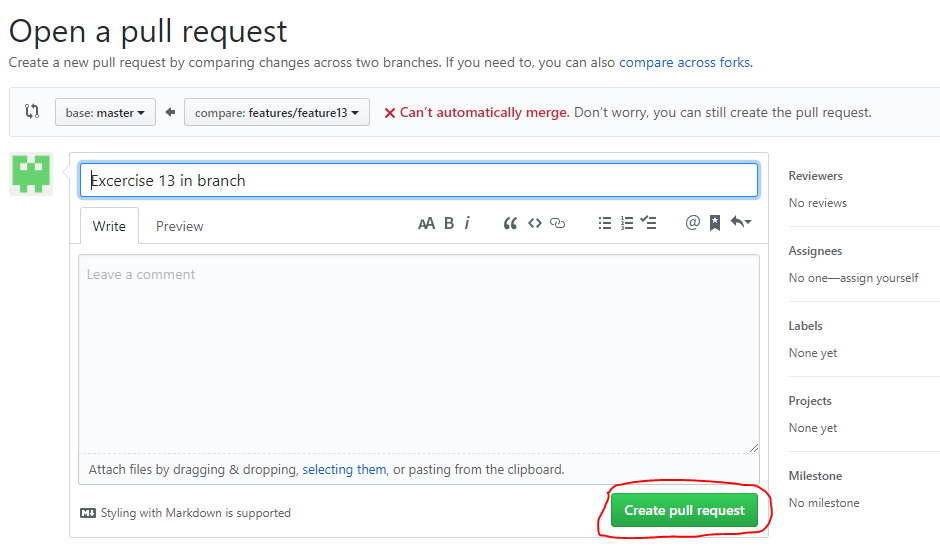 Open a pull request
Create a new pull request by comparing changes across two branches. If you need to, you can also compare across forks.
base: master compare: features/feature13 Can't automatically merge. Don't worry, you can still create the pull request.
Excercise 13 in branch
Write Preview AA B i @
Leave a comment
Attach files by dragging & dropping, selecting them, or pasting from the clipboard.
Styling with Markdown is supported
Create pull request
Reviewers
No reviews
Assignees
No one—assign yourself
Labels
None yet
Projects
None yet
Milestone
No milestone